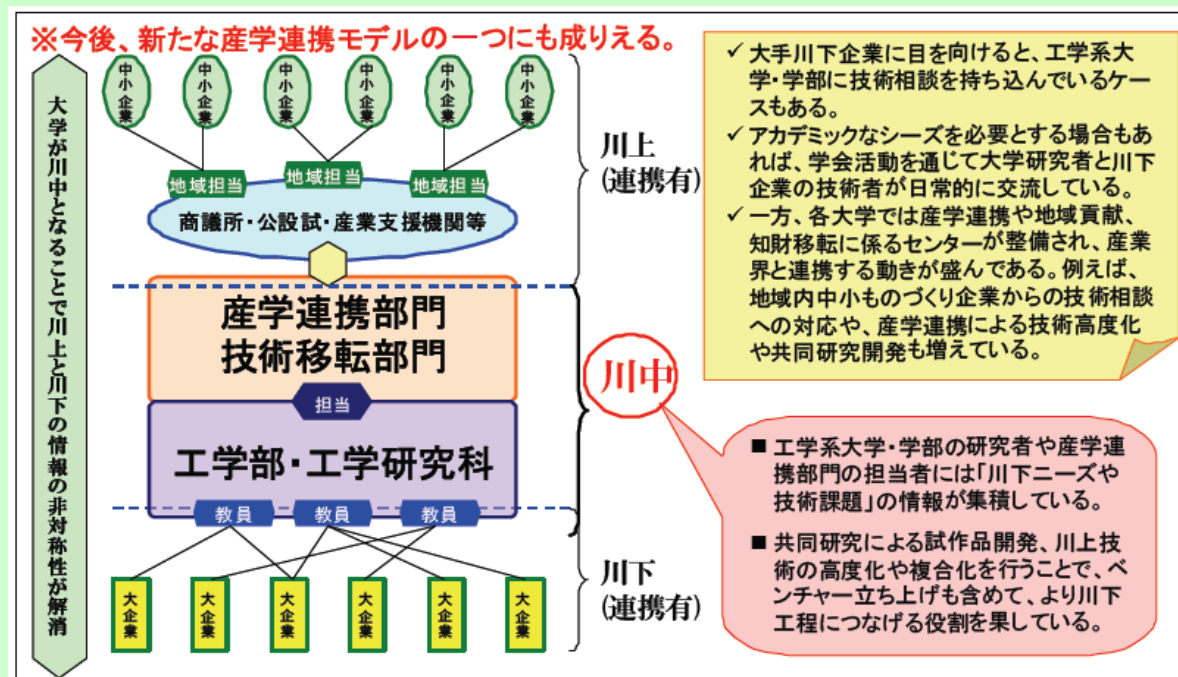 ※今後、新たな産学連携モデルの一つにも成りえる。
大学が川中となることで川上と川下の情報の非対称性が解消
中小企業
中小企業
中小企業
中小企業
中小企業
中小企業
地域担当
地域担当
地域担当
商議所・公設試・産業支援機関等
川上
(連携有)
産学連携部門
技術移転部門
担当
工学部・工学研究科
川中
教員
教員
教員
川下
(連携有)
大企業
大企業
大企業
大企業
大企業
大企業
✓ 大手川下企業に目を向けると、工学系大
学・学部に技術相談を持ち込んでいるケー
スもある。
✓ アカデミックなシーズを必要とする場合もあ
れば、学会活動を通じて大学研究者と川下
企業の技術者が日常的に交流している。
✓ 一方、各大学では産学連携や地域貢献、
知財移転に係るセンターが整備され、産業
界と連携する動きが盛んである。例えば、
地域内中小ものづくり企業からの技術相談
への対応や、産学連携による技術高度化
や共同研究開発も増えている。
■ 工学系大学・学部の研究者や産学連
携部門の担当者には「川下ニーズや
技術課題」の情報が集積している。
■ 共同研究による試作品開発、川上技
術の高度化や複合化を行うことで、ベ
ンチャー立ち上げも含めて、より川下
工程につなげる役割を果している。